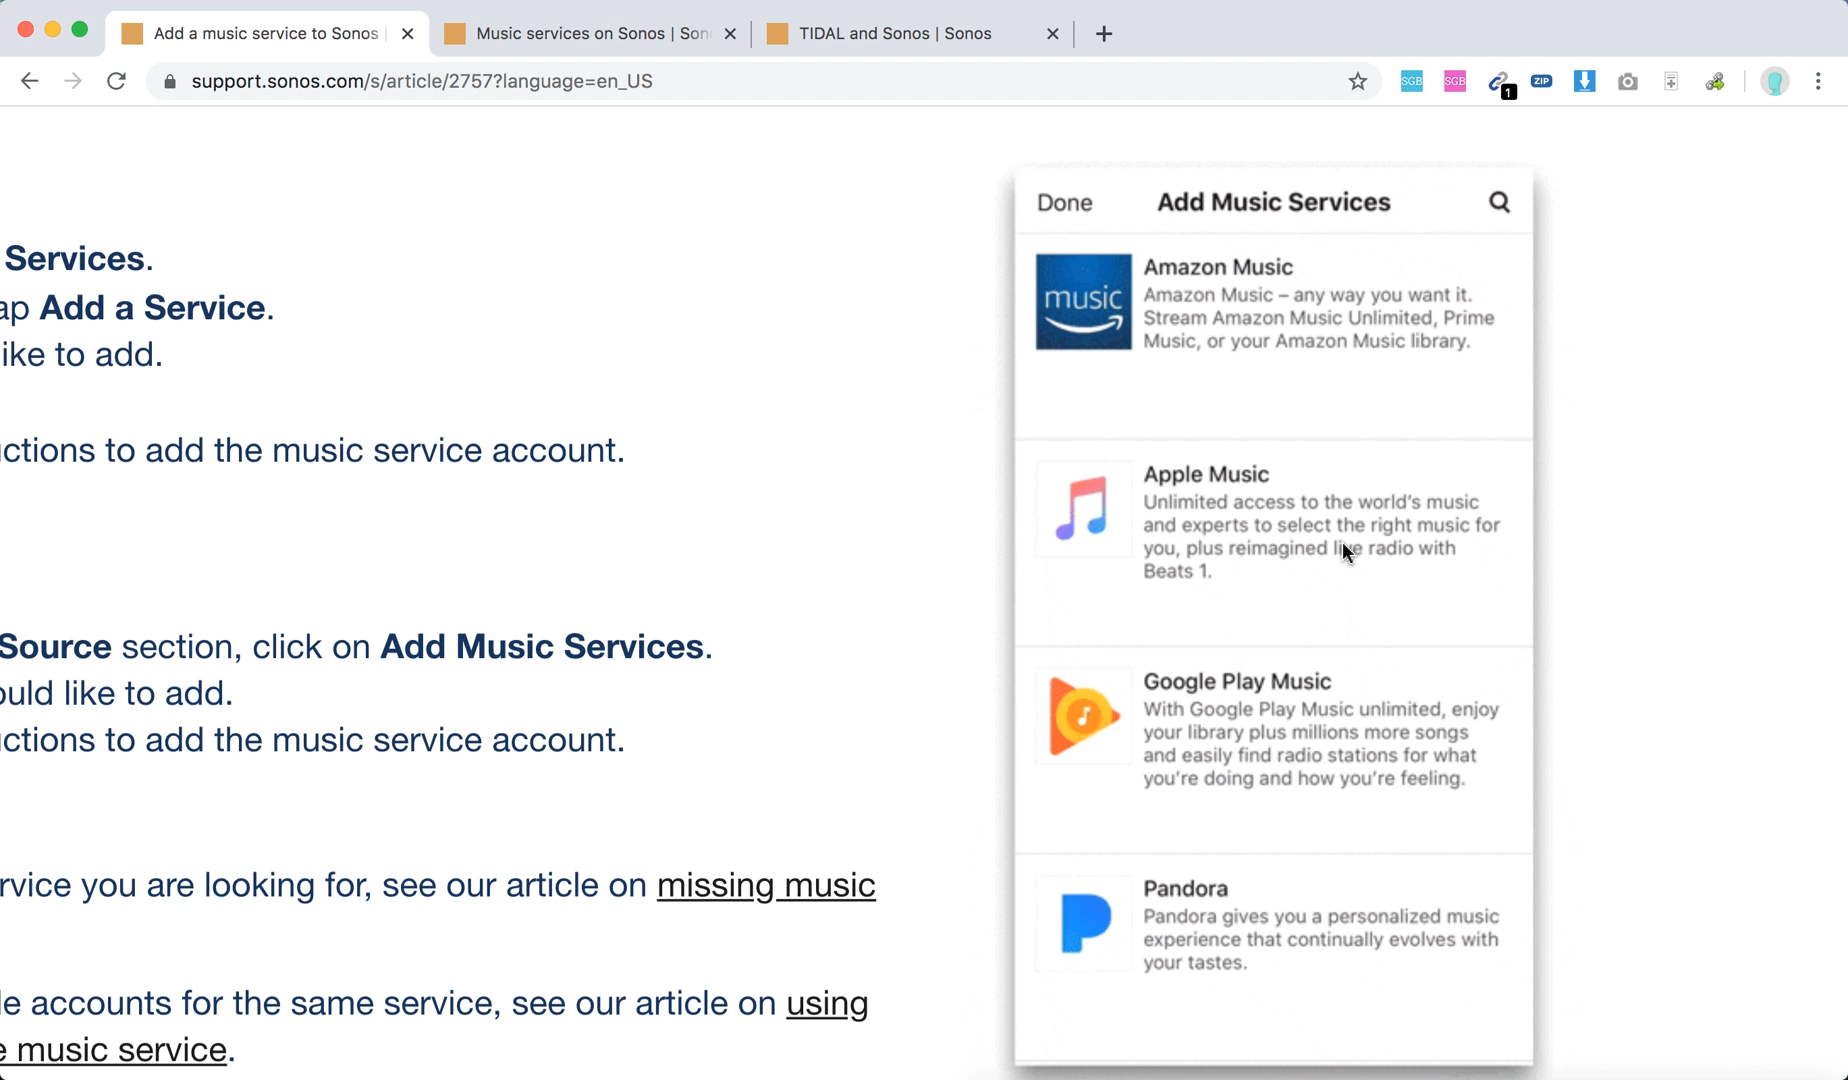 Add a music service to Sonos
Music services on Sonos | Son
TIDAL and Sonos | Sonos
support.sonos.com/s/article/2757?language=en_US
SGB
SGB
1
ZIP
Services.
ap Add a Service.
ike to add.
uctions to add the music service account.
Source section, click on Add Music Services.
ould like to add.
uctions to add the music service account.
rvice you are looking for, see our article on missing music
le accounts for the same service, see our article on using
e music service.
Done
Add Music Services
music
Amazon Music
Amazon Music – any way you want it.
Stream Amazon Music Unlimited, Prime
Music, or your Amazon Music library.
Apple Music
Unlimited access to the world's music
and experts to select the right music for
you, plus reimagined live radio with
Beats 1.
Google Play Music
With Google Play Music unlimited, enjoy
your library plus millions more songs
and easily find radio stations for what
you're doing and how you're feeling.
Pandora
Pandora gives you a personalized music
experience that continually evolves with
your tastes.